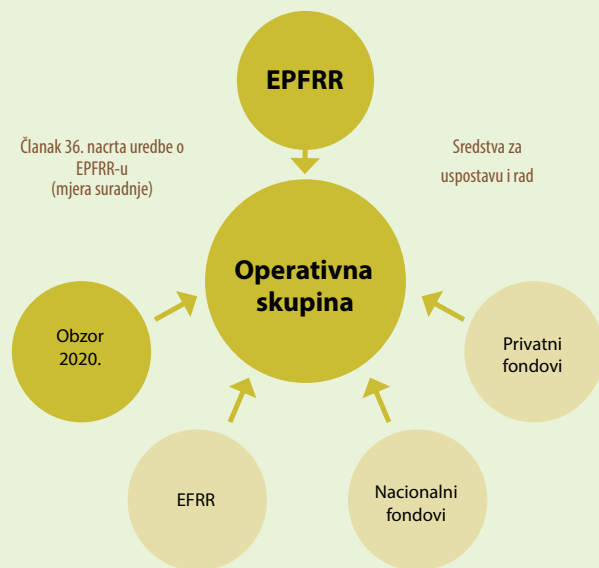 EPFRR
Članak 36. nacrta uredbe o
EPFRR-u
(mjera suradnje)
Sredstva za
uspostavu i rad
Operativna
skupina
Obzor
2020.
Privatni
fondovi
EFRR
Nacionalni
fondovi